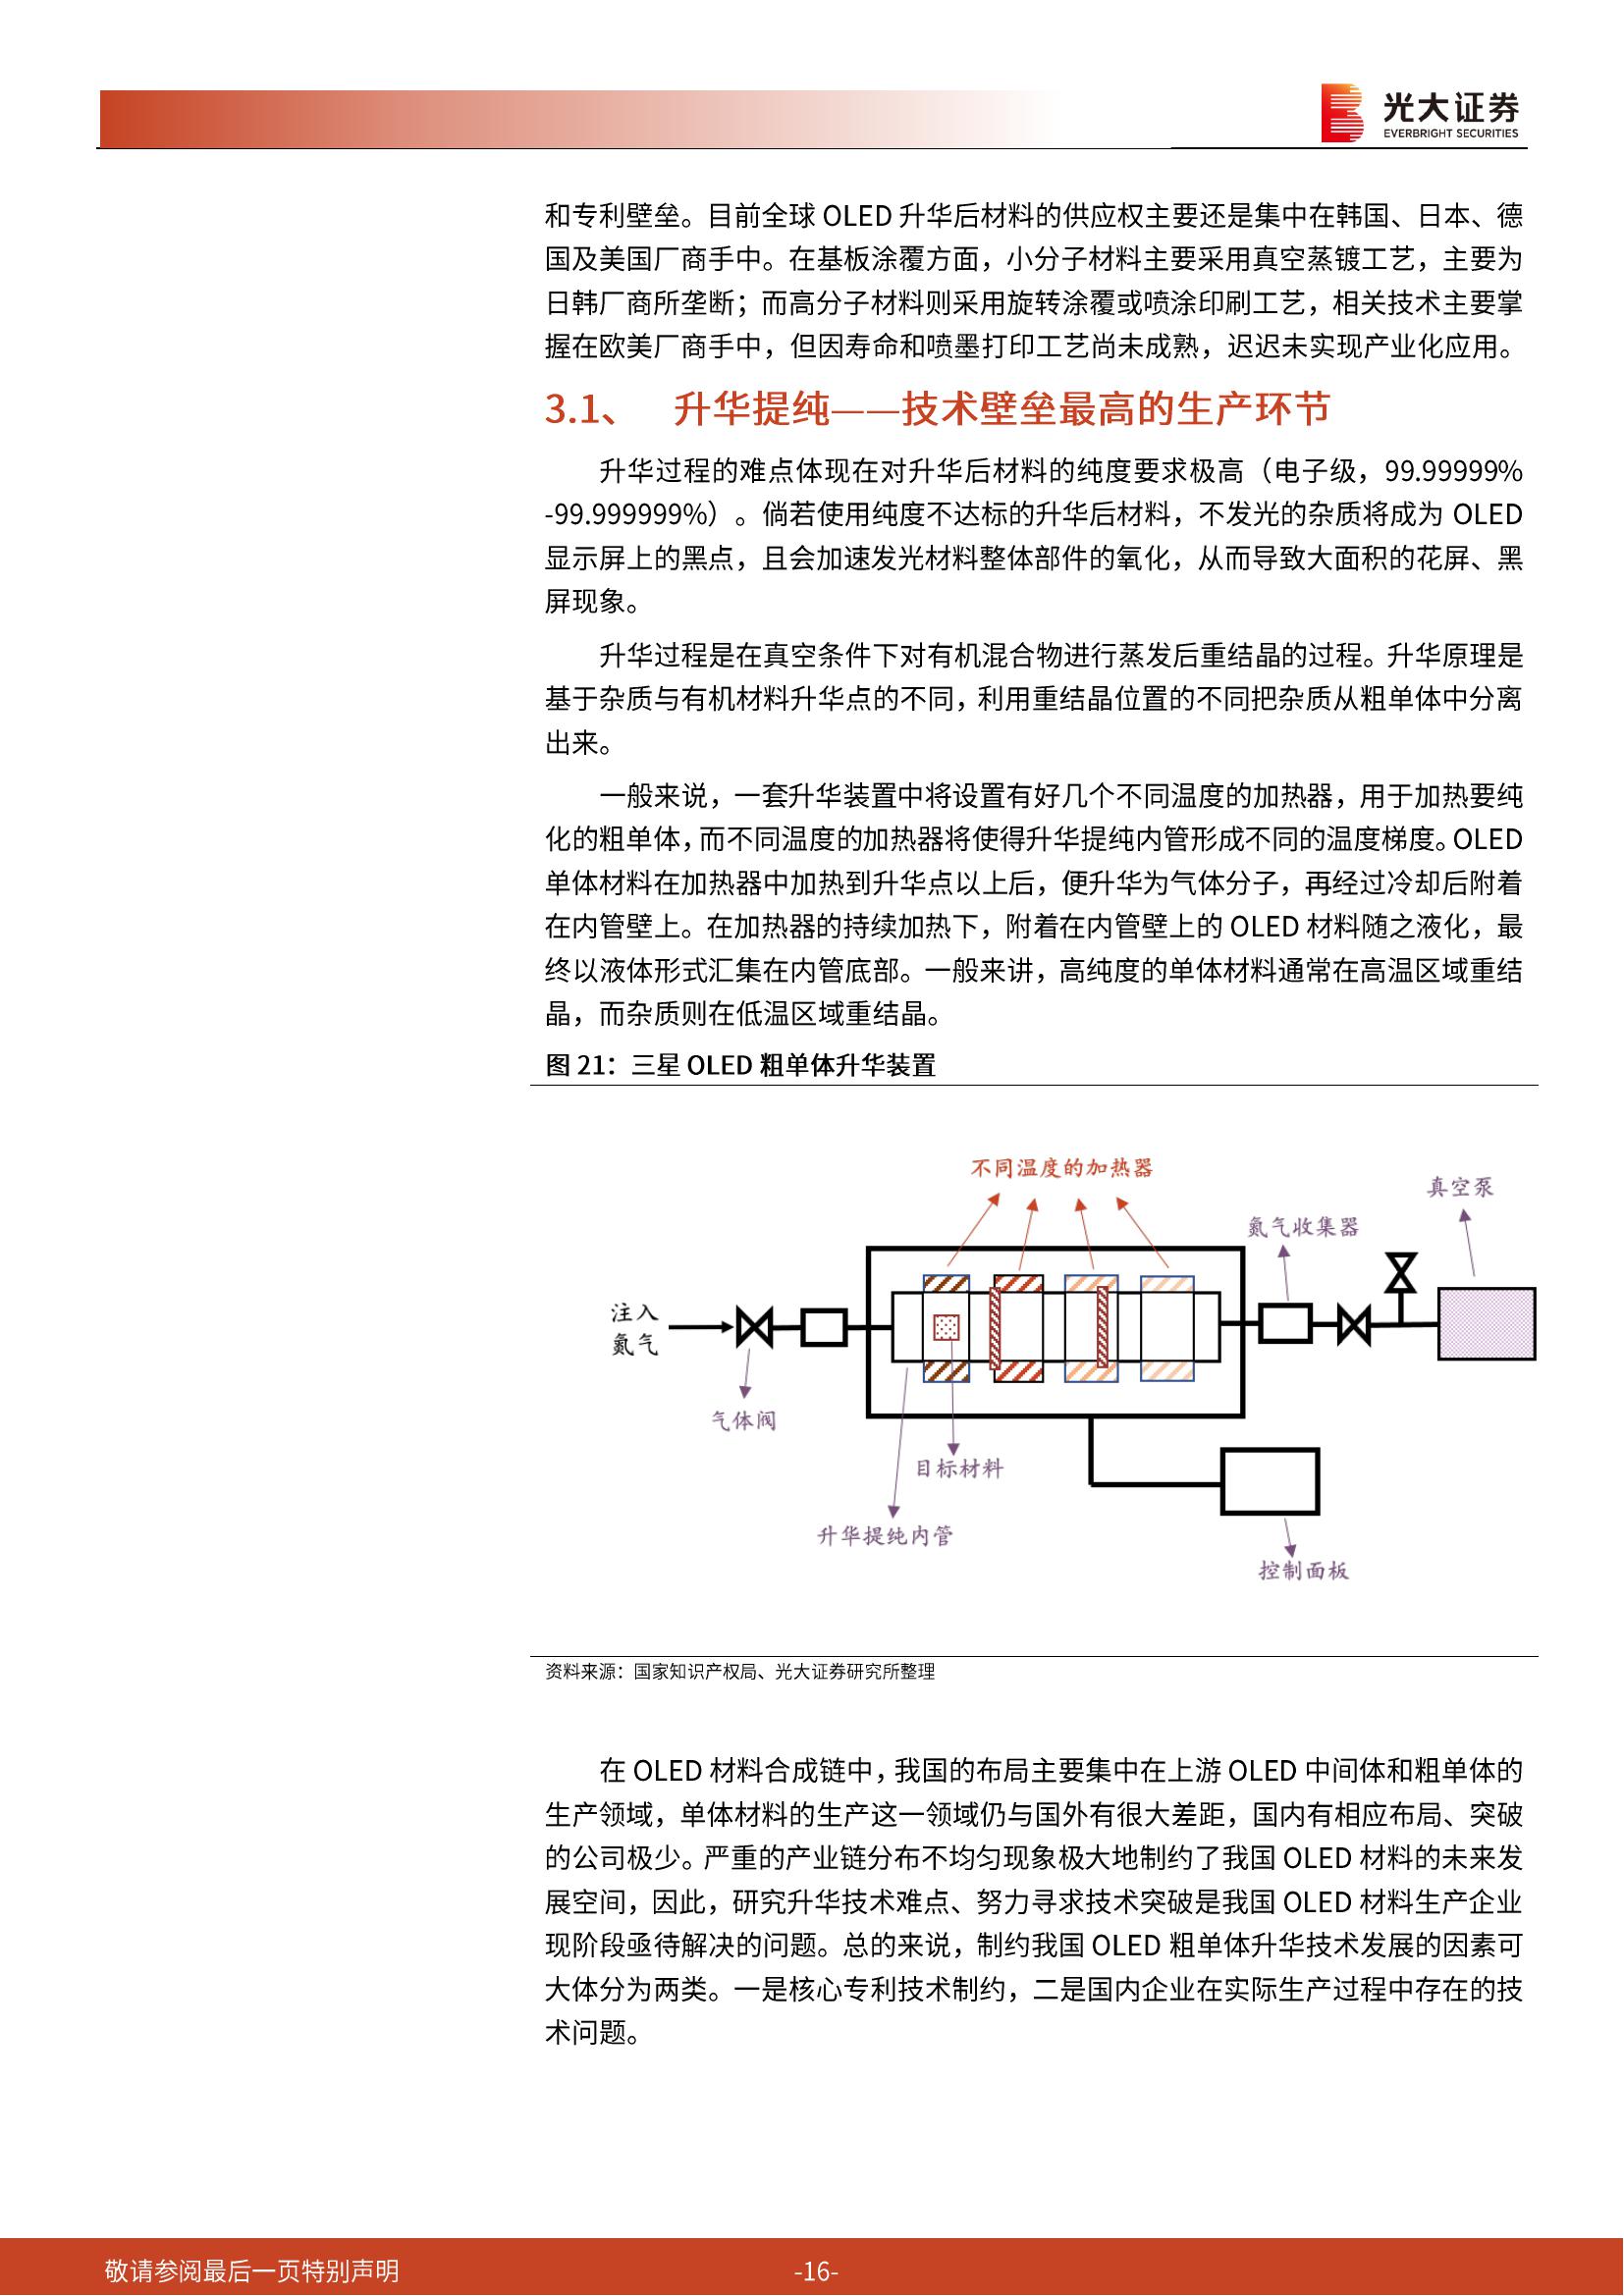 光大证券
EVERBRIGHT SECURITIES
和专利壁垒。目前全球 OLED 升华后材料的供应权主要还是集中在韩国、日本、德
国及美国厂商手中。在基板涂覆方面，小分子材料主要采用真空蒸镀工艺，主要为
日韩厂商所垄断；而高分子材料则采用旋转涂覆或喷涂印刷工艺，相关技术主要掌
握在欧美厂商手中，但因寿命和喷墨打印工艺尚未成熟，迟迟未实现产业化应用。
3.1、 升华提纯——技术壁垒最高的生产环节
升华过程的难点体现在对升华后材料的纯度要求极高（电子级，99.99999%
-99.999999%）。倘若使用纯度不达标的升华后材料，不发光的杂质将成为 OLED
显示屏上的黑点，且会加速发光材料整体部件的氧化，从而导致大面积的花屏、黑
屏现象。
升华过程是在真空条件下对有机混合物进行蒸发后重结晶的过程。升华原理是
基于杂质与有机材料升华点的不同，利用重结晶位置的不同把杂质从粗单体中分离
出来。
一般来说，一套升华装置中将设置有好几个不同温度的加热器，用于加热要纯
化的粗单体，而不同温度的加热器将使得升华提纯内管形成不同的温度梯度。OLED
单体材料在加热器中加热到升华点以上后，便升华为气体分子，再经过冷却后附着
在内管壁上。在加热器的持续加热下，附着在内管壁上的 OLED 材料随之液化，最
终以液体形式汇集在内管底部。一般来讲，高纯度的单体材料通常在高温区域重结
晶，而杂质则在低温区域重结晶。
图 21：三星 OLED 粗单体升华装置
不同温度的加热器
真空泵
氮气收集器
注入
氮气
气体阀
目标材料
升华提纯内管
控制面板
资料来源：国家知识产权局、光大证券研究所整理
在 OLED 材料合成链中，我国的布局主要集中在上游 OLED 中间体和粗单体的
生产领域，单体材料的生产这一领域仍与国外有很大差距，国内有相应布局、突破
的公司极少。严重的产业链分布不均匀现象极大地制约了我国 OLED 材料的未来发
展空间，因此，研究升华技术难点、努力寻求技术突破是我国 OLED 材料生产企业
现阶段亟待解决的问题。总的来说，制约我国 OLED 粗单体升华技术发展的因素可
大体分为两类。一是核心专利技术制约，二是国内企业在实际生产过程中存在的技
术问题。
敬请参阅最后一页特别声明
-16-